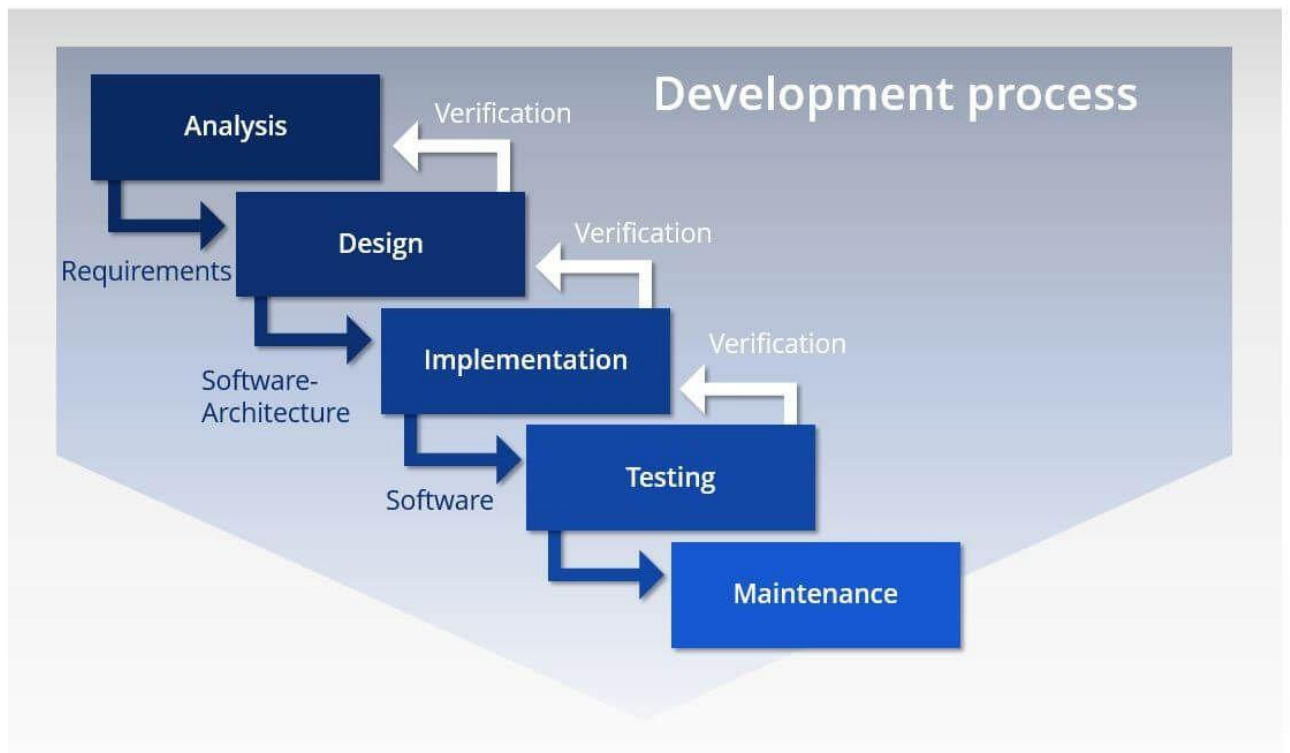 Development process
Analysis
Verification
Requirements
Design
Verification
Software-
Architecture
Implementation
Verification
Software
Testing
Maintenance